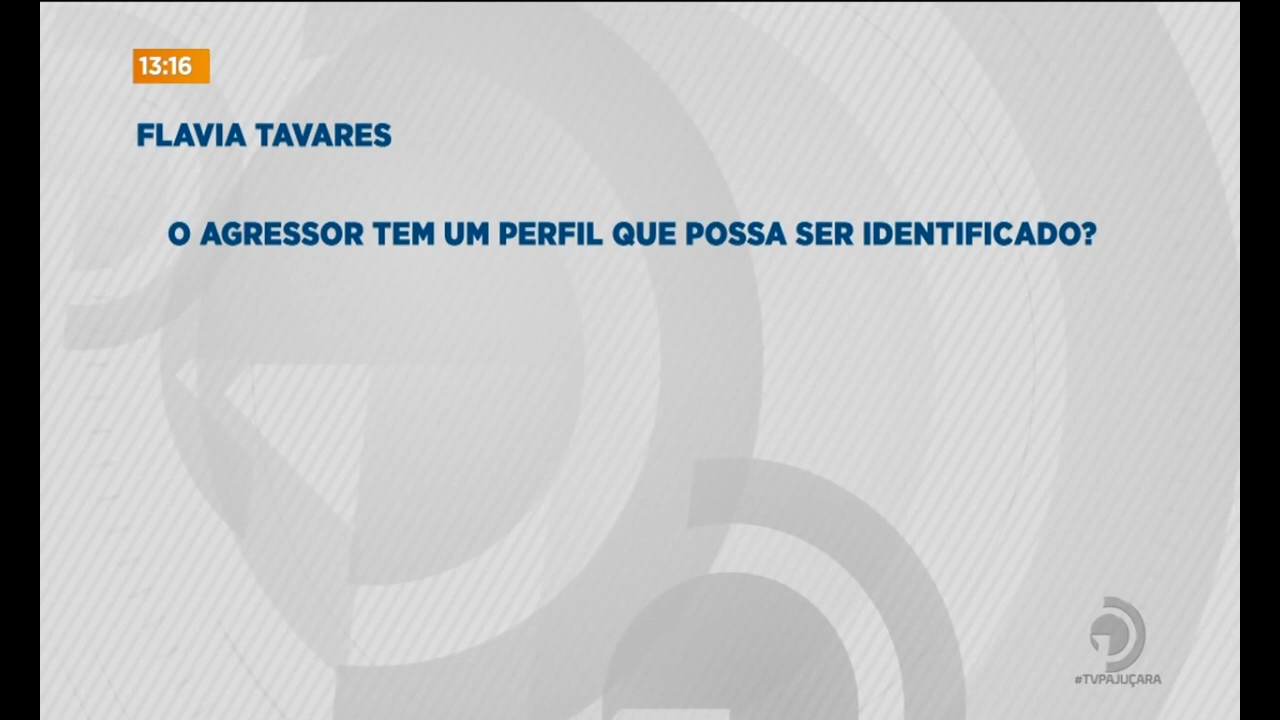 13:16
FLAVIA TAVARES
O AGRESSOR TEM UM PERFIL QUE POSSA SER IDENTIFICADO?
#TVPAJUÇARA